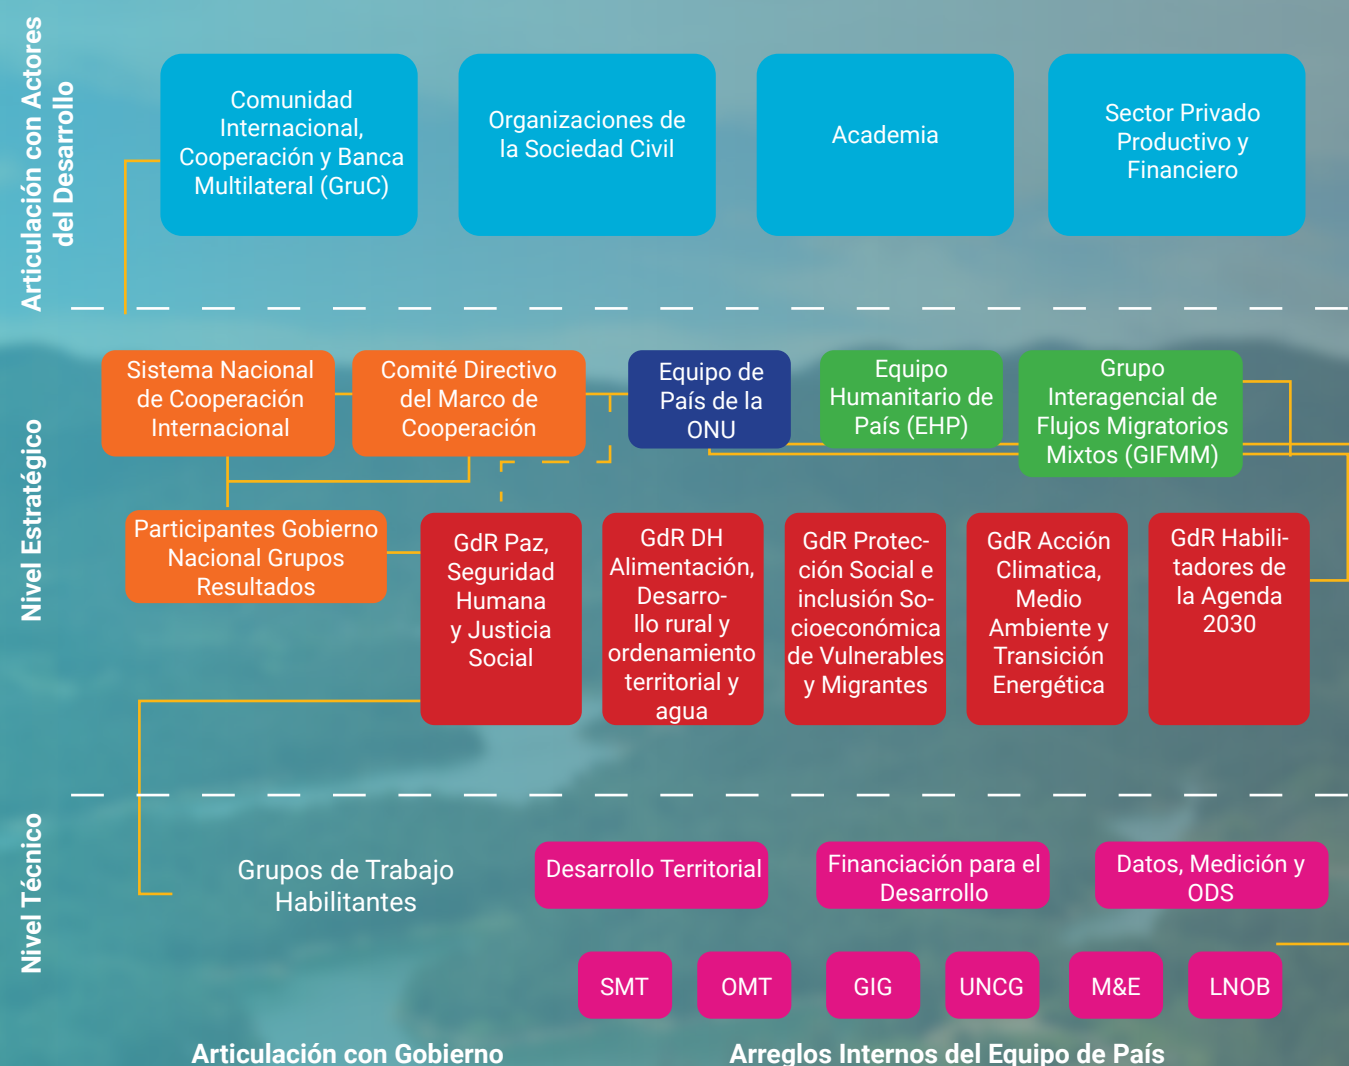 Articulación con Actores
del Desarrollo
Comunidad
Internacional,
Cooperación y Banca
Multilateral (GruC)
Organizaciones de
la Sociedad Civil
Academia
Sector Privado
Productivo y
Financiero
Nivel Estratégico
Sistema Nacional
de Cooperación
Internacional
Comité Directivo
del Marco de
Cooperación
Equipo de
País de la
ONU
Equipo
Humanitario de
País (EHP)
Grupo
Interagencial de
Flujos Migratorios
Mixtos (GIFMM)
Participantes Gobierno
Nacional Grupos
Resultados
GdR Paz,
Seguridad
Humana
y Justicia
Social
GdR DH
Alimentación,
Desarro-
llo rural y
ordenamiento
territorial y
agua
GdR Protec-
ción Social e
inclusión So-
cioeconómica
de Vulnerables
y Migrantes
GdR Acción
Climatica,
Medio
Ambiente y
Transición
Energética
GdR Habili-
tadores de
la Agenda
2030
Nivel Técnico
Grupos de Trabajo
Habilitantes
Desarrollo Territorial
Financiación para el
Desarrollo
Datos, Medición y
ODS
SMT
OMT
GIG
UNCG
M&E
LNOB
Articulación con Gobierno
Arreglos Internos del Equipo de País